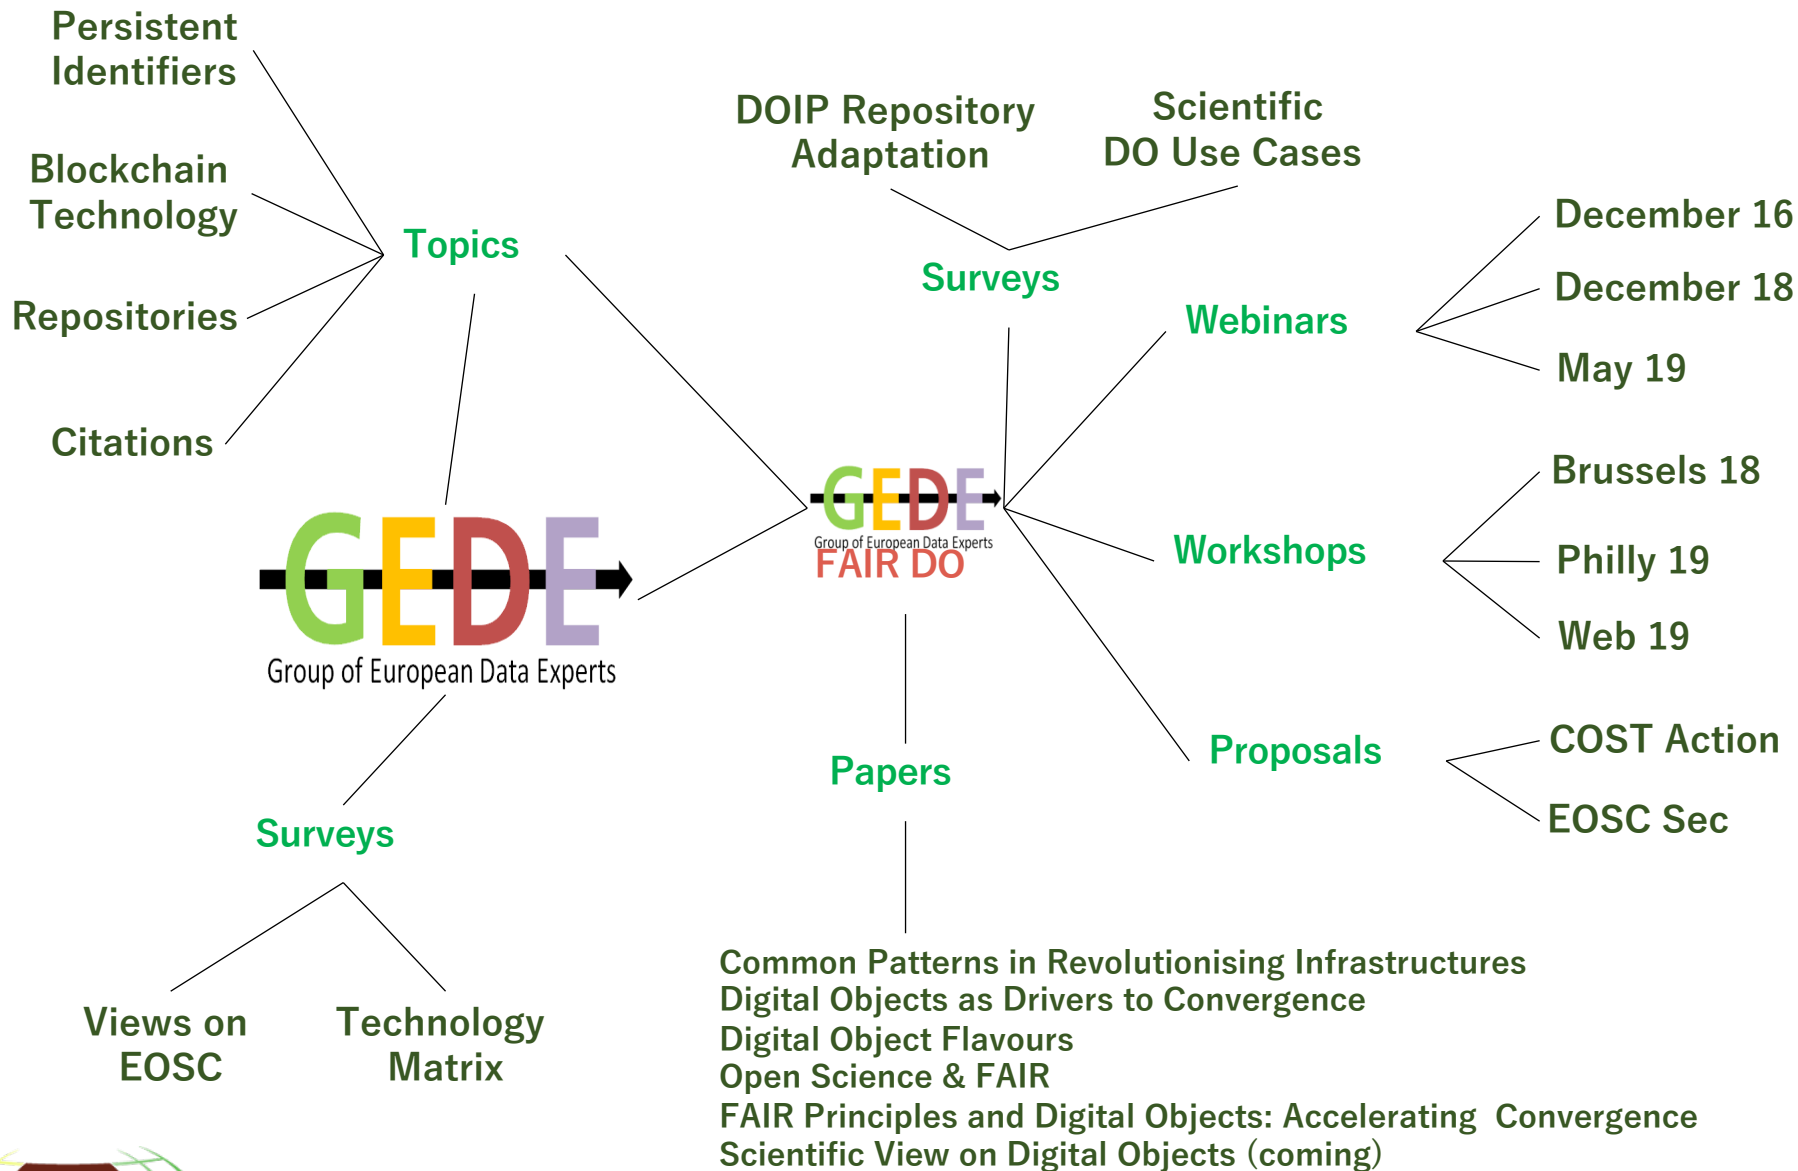 Persistent
Identifiers
Blockchain
Technology
Repositories
Citations
Topics
GEDE
Group of European Data Experts
Surveys
Views on
EOSC
Technology
Matrix
DOIP Repository
Adaptation
Scientific
DO Use Cases
Surveys
GEDE
Group of European Data Experts
FAIR DO
Webinars
December 16
December 18
May 19
Workshops
Brussels 18
Philly 19
Web 19
Proposals
COST Action
EOSC Sec
Papers
Common Patterns in Revolutionising Infrastructures
Digital Objects as Drivers to Convergence
Digital Object Flavours
Open Science & FAIR
FAIR Principles and Digital Objects: Accelerating Convergence
Scientific View on Digital Objects (coming)